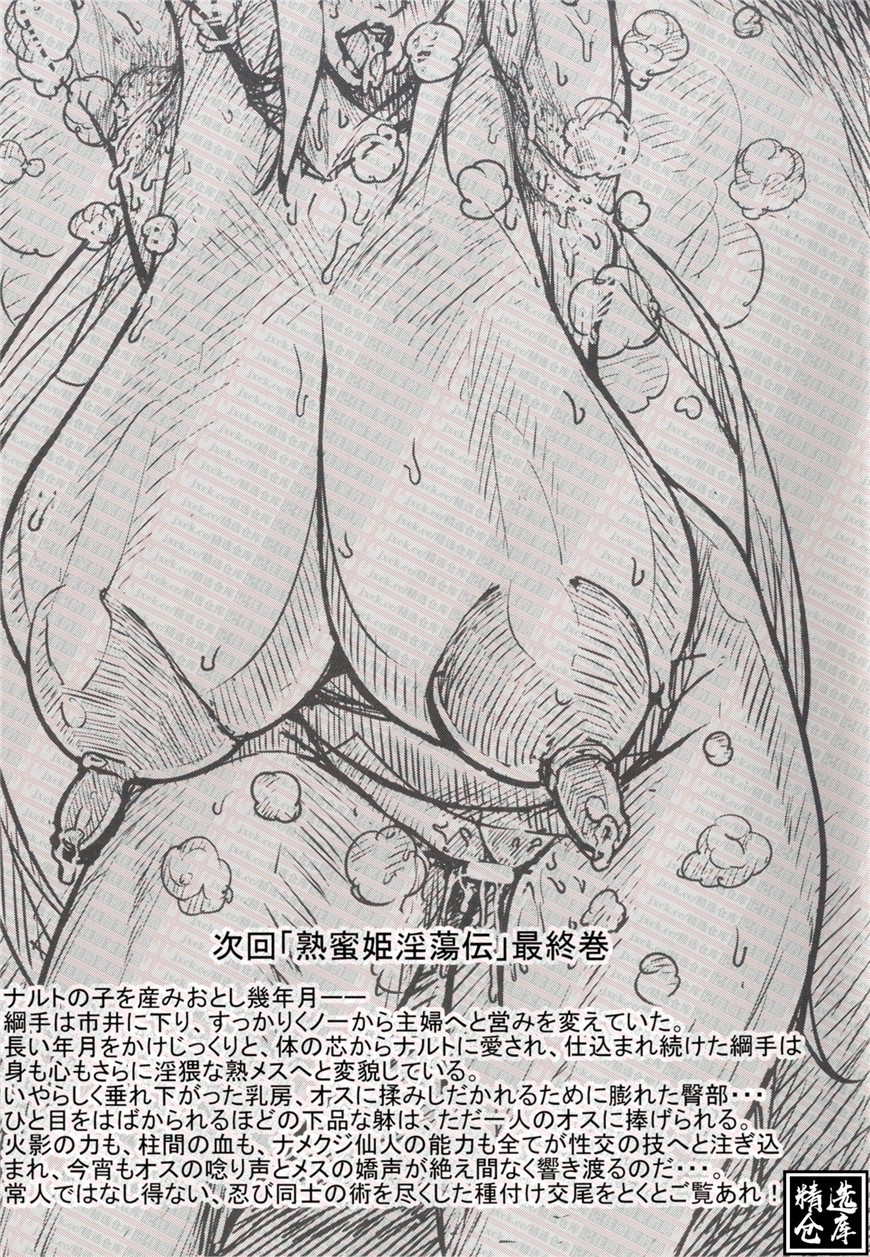 次回「熟蜜姫淫蕩伝」最終巻
ナルトの子を産みおとし幾年月――
綱手は市井に下り、すっかりくノ一から主婦へと営みを変えていた。
長い年月をかけじっくりと、体の芯からナルトに愛され、仕込まれ続けた綱手は
身も心もさらに淫猥な熟メスへと変貌している。
いやらしく垂れ下がった乳房、オスに揉みしだかれるために膨れた臀部・・・
ひと目をはばかられるほどの下品な躰は、ただ一人のオスに捧げられる。
火影の力も、柱間の血も、ナメクジ仙人の能力も全てが性交の技へと注ぎ込
まれ、今宵もオスの唸り声とメスの嬌声が絶え間なく響き渡るのだ・・・。
常人ではなし得ない、忍び同士の術を尽くした種付け交尾をとくとご覧あれ！
精选
仓库
jxck.cc/精选仓库